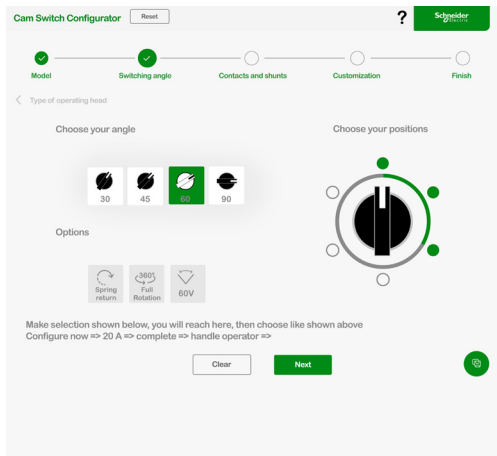 Cam Switch Configurator Reset ? Schneider Electric
Model Switching angle Contacts and shunts Customization Finish
Type of operating head
Choose your angle Choose your positions
30 45 60 90
Options
Spring return 360° Full Rotation 60V
Make selection shown below, you will reach here, then choose like shown above
Configure now => 20 A => complete => handle operator =>
Clear Next